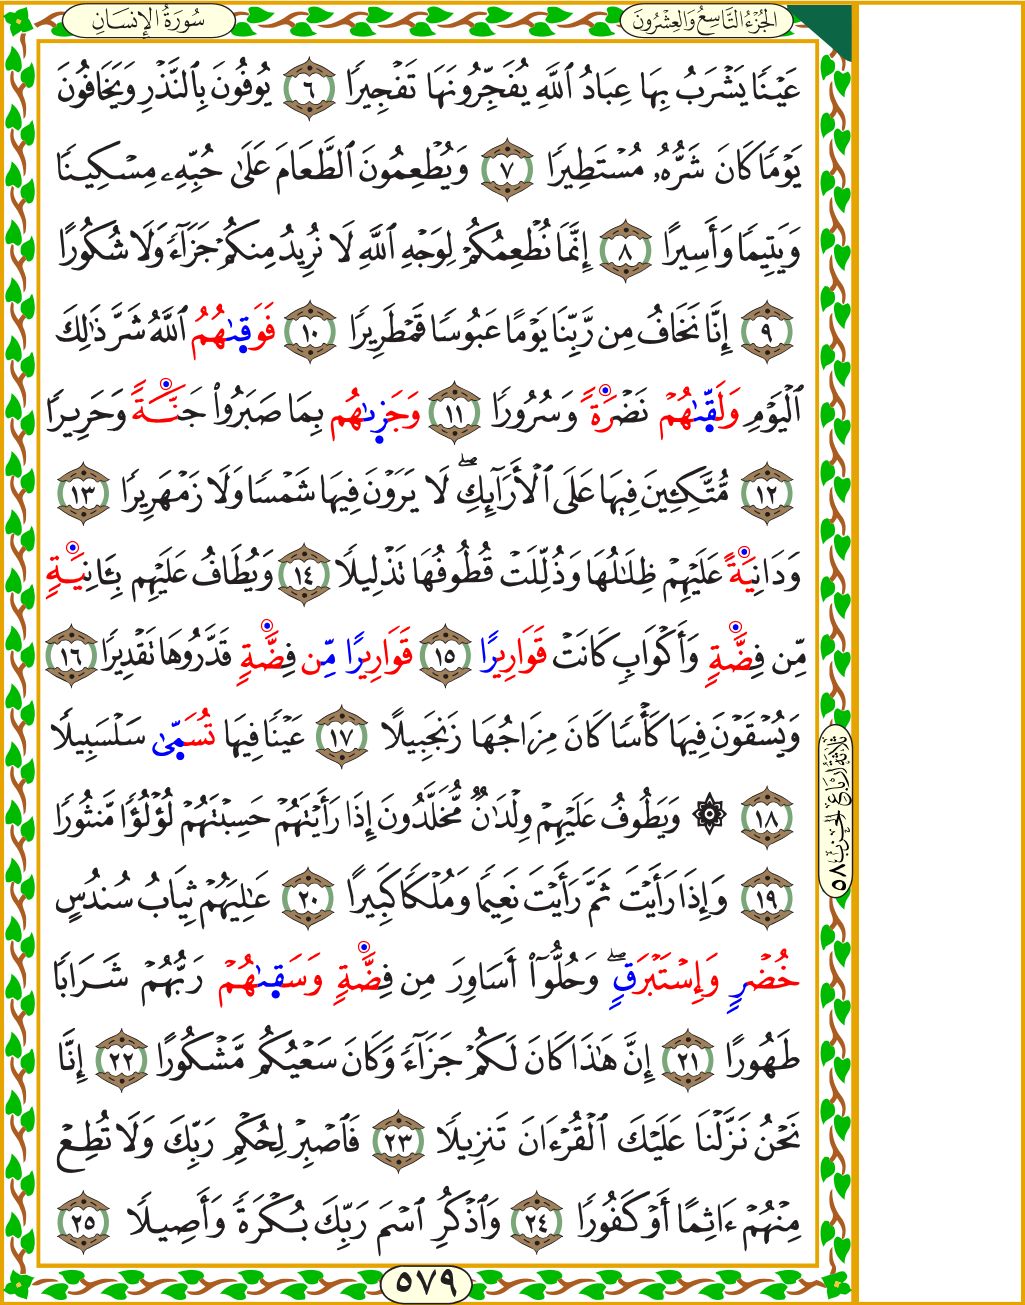 سُورَةُ الإِنسَان
الجُزْءُ التَّاسِعُ وَالعِشْرُونَ
عَيْنًا يَشْرَبُ بِهَا عِبَادُ ٱللَّهِ يُفَجِّرُونَهَا تَفْجِيرًا ٦ يُوفُونَ بِٱلنَّذْرِ وَيَخَافُونَ
يَوْمًا كَانَ شَرُّهُۥ مُسْتَطِيرًا ٧ وَيُطْعِمُونَ ٱلطَّعَامَ عَلَىٰ حُبِّهِۦ مِسْكِينًا
وَيَتِيمًا وَأَسِيرًا ٨ إِنَّمَا نُطْعِمُكُمْ لِوَجْهِ ٱللَّهِ لَا نُرِيدُ مِنكُمْ جَزَآءً وَلَا شُكُورًا
٩ إِنَّا نَخَافُ مِن رَّبِّنَا يَوْمًا عَبُوسًا قَمْطَرِيرًا ١٠ فَوَقَىٰهُمُ ٱللَّهُ شَرَّ ذَٰلِكَ
ٱلْيَوْمِ وَلَقَّىٰهُمْ نَضْرَةً وَسُرُورًا ١١ وَجَزَىٰهُم بِمَا صَبَرُوا۟ جَنَّةً وَحَرِيرًا
١٢ مُّتَّكِـِٔينَ فِيهَا عَلَى ٱلْأَرَآئِكِ ۖ لَا يَرَوْنَ فِيهَا شَمْسًا وَلَا زَمْهَرِيرًا ١٣
وَدَانِيَةً عَلَيْهِمْ ظِلَـٰلُهَا وَذُلِّلَتْ قُطُوفُهَا تَذْلِيلًا ١٤ وَيُطَافُ عَلَيْهِم بِـَٔانِيَةٍ
مِّن فِضَّةٍ وَأَكْوَابٍ كَانَتْ قَوَارِيرًا ١٥ قَوَارِيرًا مِّن فِضَّةٍ قَدَّرُوهَا تَقْدِيرًا ١٦
وَيُسْقَوْنَ فِيهَا كَأْسًا كَانَ مِزَاجُهَا زَنجَبِيلًا ١٧ عَيْنًا فِيهَا تُسَمَّىٰ سَلْسَبِيلًا
١٨ ۞ وَيَطُوفُ عَلَيْهِمْ وِلْدَٰنٌ مُّخَلَّدُونَ إِذَا رَأَيْتَهُمْ حَسِبْتَهُمْ لُؤْلُؤًا مَّنثُورًا
١٩ وَإِذَا رَأَيْتَ ثَمَّ رَأَيْتَ نَعِيمًا وَمُلْكًا كَبِيرًا ٢٠ عَـٰلِيَهُمْ ثِيَابُ سُندُسٍ
خُضْرٍ وَإِسْتَبْرَقٍ ۖ وَحُلُّوٓا۟ أَسَاوِرَ مِن فِضَّةٍ وَسَقَىٰهُمْ رَبُّهُمْ شَرَابًا
طَهُورًا ٢١ إِنَّ هَـٰذَا كَانَ لَكُمْ جَزَآءً وَكَانَ سَعْيُكُم مَّشْكُورًا ٢٢ إِنَّا
نَحْنُ نَزَّلْنَا عَلَيْكَ ٱلْقُرْءَانَ تَنزِيلًا ٢٣ فَٱصْبِرْ لِحُكْمِ رَبِّكَ وَلَا تُطِعْ
مِنْهُمْ ءَاثِمًا أَوْ كَفُورًا ٢٤ وَٱذْكُرِ ٱسْمَ رَبِّكَ بُكْرَةً وَأَصِيلًا ٢٥
ثَلَاثَةُ أَرْبَاعِ الحِزْب ٥٨
٥٧٩